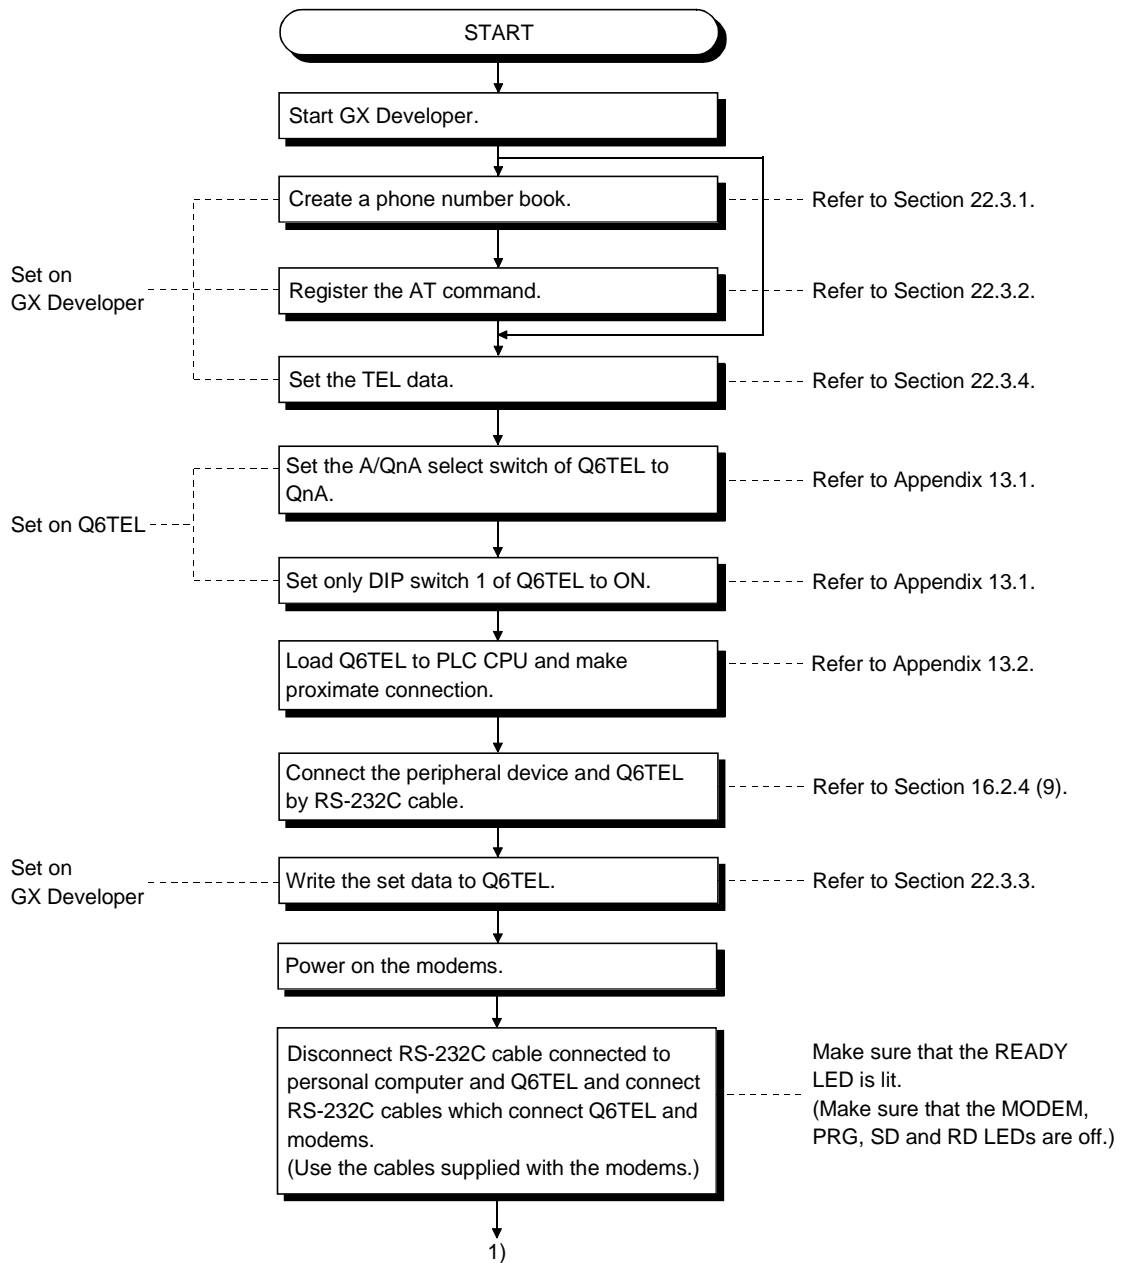 START
Start GX Developer.
Create a phone number book.
Refer to Section 22.3.1.
Set on
GX Developer
Register the AT command.
Refer to Section 22.3.2.
Set the TEL data.
Refer to Section 22.3.4.
Set the A/QnA select switch of Q6TEL to
QnA.
Refer to Appendix 13.1.
Set on Q6TEL
Set only DIP switch 1 of Q6TEL to ON.
Refer to Appendix 13.1.
Load Q6TEL to PLC CPU and make
proximate connection.
Refer to Appendix 13.2.
Connect the peripheral device and Q6TEL
by RS-232C cable.
Refer to Section 16.2.4 (9).
Set on
GX Developer
Write the set data to Q6TEL.
Refer to Section 22.3.3.
Power on the modems.
Disconnect RS-232C cable connected to
personal computer and Q6TEL and connect
RS-232C cables which connect Q6TEL and
modems.
(Use the cables supplied with the modems.)
Make sure that the READY
LED is lit.
(Make sure that the MODEM,
PRG, SD and RD LEDs are off.)
1)